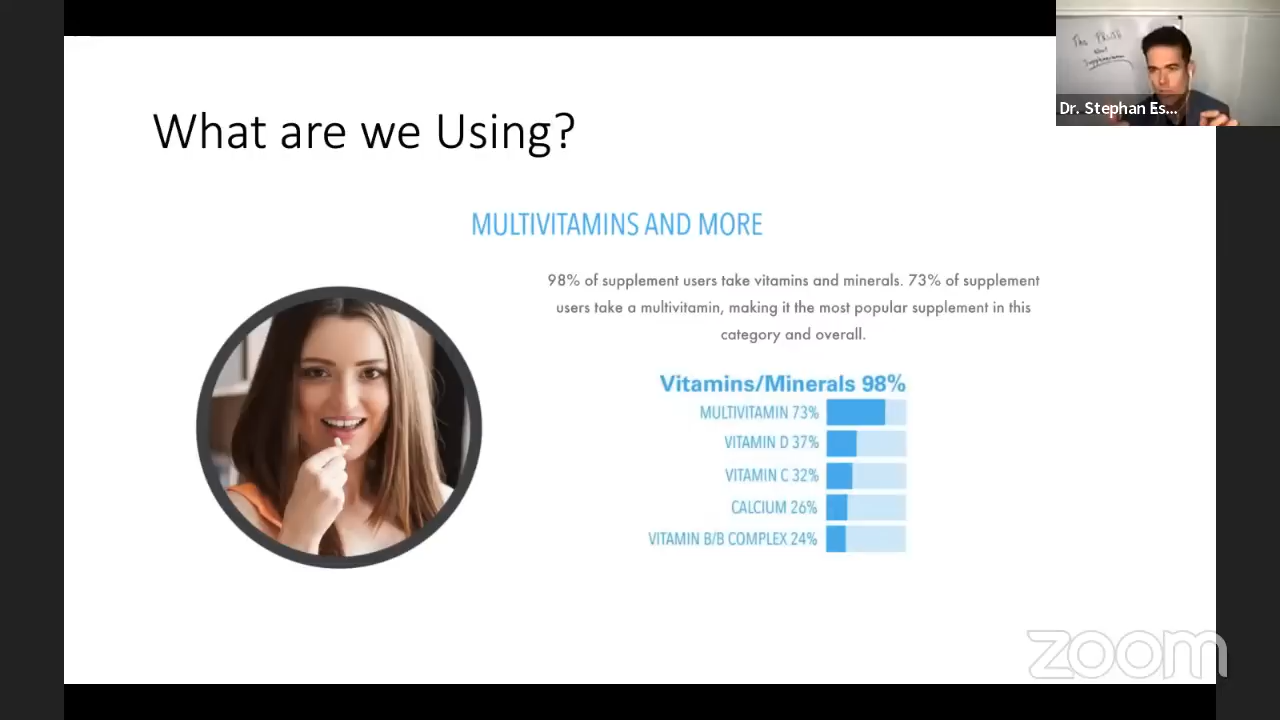 The
about
Dr. Stephan Es...
What are we Using?
MULTIVITAMINS AND MORE
98% of supplement users take vitamins and minerals. 73% of supplement
users take a multivitamin, making it the most popular supplement in this
category and overall.
Vitamins/Minerals 98%
MULTIVITAMIN 73%
VITAMIN D 37%
VITAMIN C 32%
CALCIUM 26%
VITAMIN B/B COMPLEX 24%
zoom